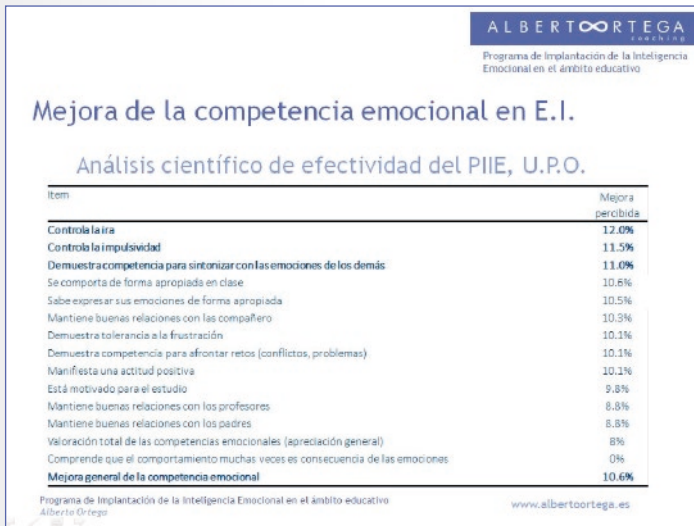 ALBERTO ORTEGA
coaching
Programa de Implantación de la Inteligencia
Emocional en el ámbito educativo
Mejora de la competencia emocional en E.I.
Análisis científico de efectividad del PIIE, U.P.O.
Item Mejora
percibida
Controla la ira 12.0%
Controla la impulsividad 11.5%
Demuestra competencia para sintonizar con las emociones de los demás 11.0%
Se comporta de forma apropiada en clase 10.6%
Sabe expresar sus emociones de forma apropiada 10.5%
Mantiene buenas relaciones con las compañero 10.3%
Demuestra tolerancia a la frustración 10.1%
Demuestra competencia para afrontar retos (conflictos, problemas) 10.1%
Manifiesta una actitud positiva 10.1%
Está motivado para el estudio 9.8%
Mantiene buenas relaciones con los profesores 8.8%
Mantiene buenas relaciones con los padres 8.8%
Valoración total de las competencias emocionales (apreciación general) 8%
Comprende que el comportamiento muchas veces es consecuencia de las emociones 0%
Mejora general de la competencia emocional 10.6%
Programa de Implantación de la Inteligencia Emocional en el ámbito educativo
Alberto Ortega
www.albertoortega.es